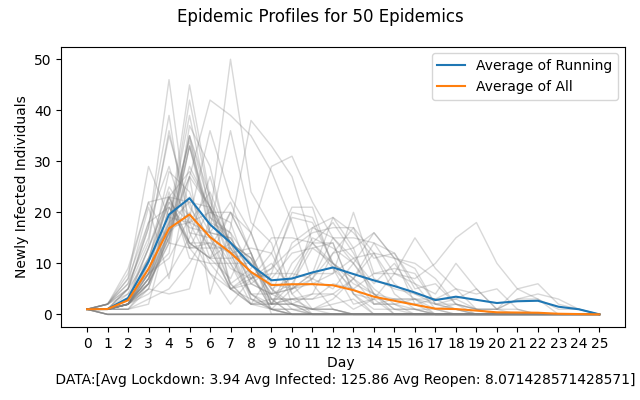 Epidemic Profiles for 50 Epidemics
Average of Running
Average of All
Newly Infected Individuals
50
40
30
20
10
0
0 1 2 3 4 5 6 7 8 9 10 11 12 13 14 15 16 17 18 19 20 21 22 23 24 25
Day
DATA:[Avg Lockdown: 3.94 Avg Infected: 125.86 Avg Reopen: 8.071428571428571]